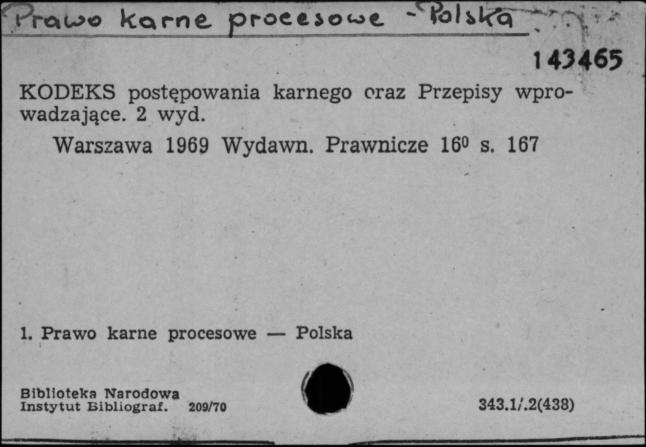 Prawo karne procesowe - Polska
143465
KODEKS postępowania karnego oraz Przepisy wpro-
wadzające. 2 wyd.
Warszawa 1969 Wydawn. Prawnicze 16⁰ s. 167
1. Prawo karne procesowe — Polska
Biblioteka Narodowa
Instytut Bibliograf. 209/70
343.1/.2(438)